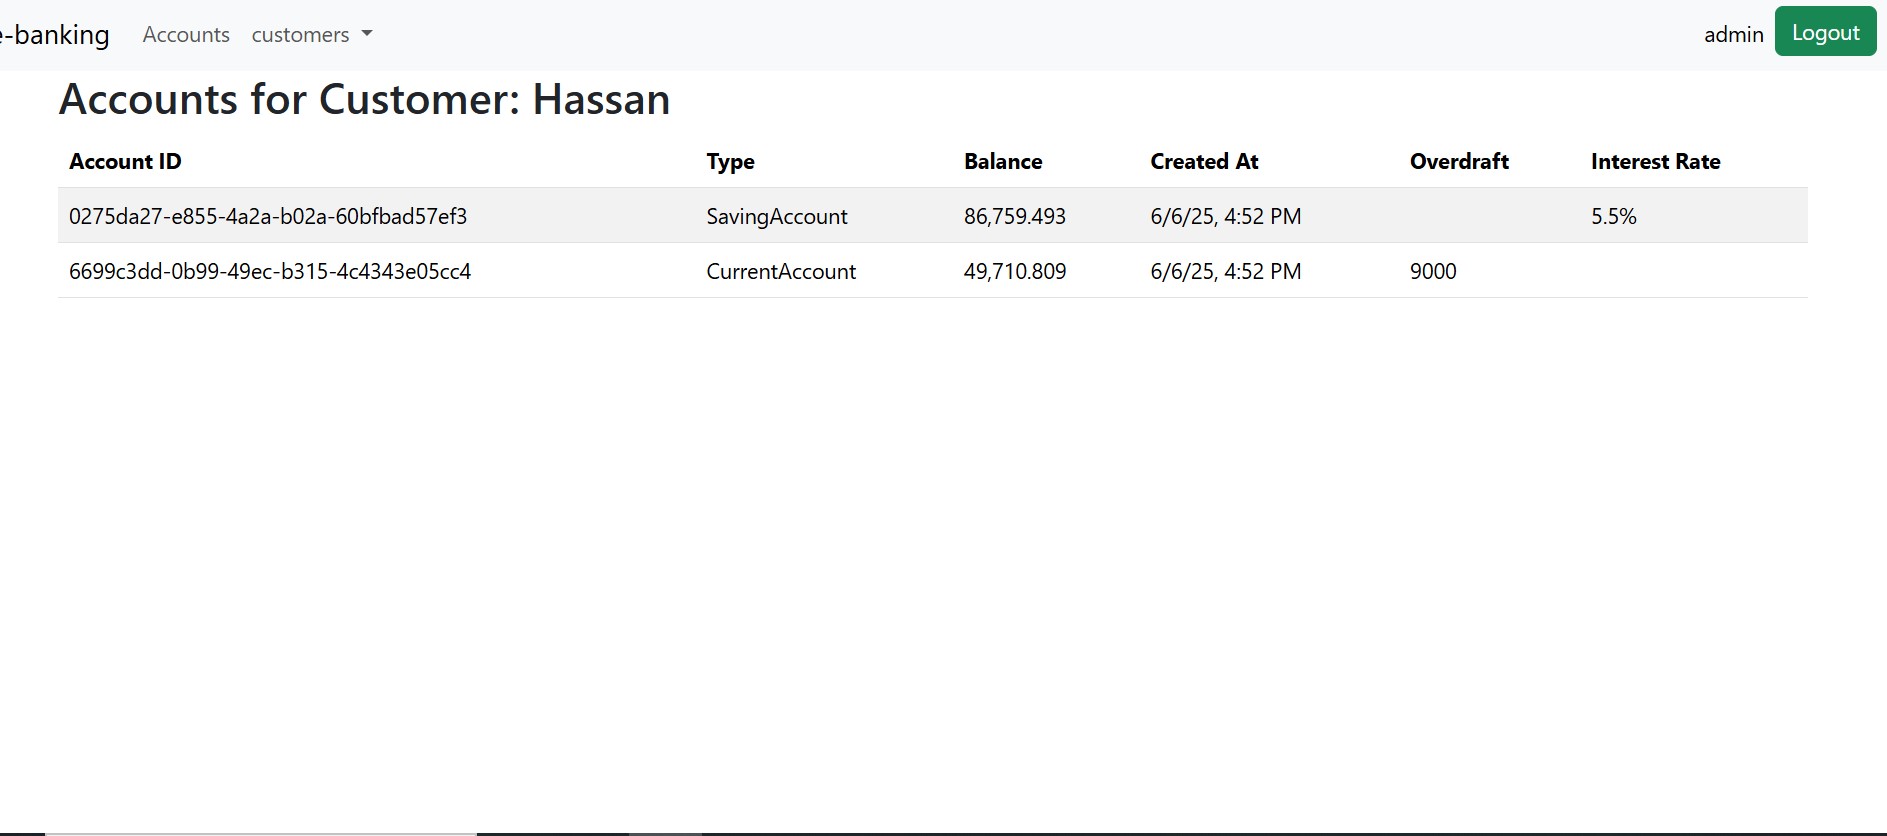 e-banking Accounts customers admin Logout
Accounts for Customer: Hassan
Account ID Type Balance Created At Overdraft Interest Rate
0275da27-e855-4a2a-b02a-60bfbad57ef3 SavingAccount 86,759.493 6/6/25, 4:52 PM 5.5%
6699c3dd-0b99-49ec-b315-4c4343e05cc4 CurrentAccount 49,710.809 6/6/25, 4:52 PM 9000